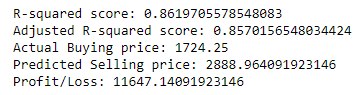 R-squared score: 0.8619705578548083
Adjusted R-squared score: 0.8570156548034424
Actual Buying price: 1724.25
Predicted Selling price: 2888.964091923146
Profit/Loss: 11647.14091923146